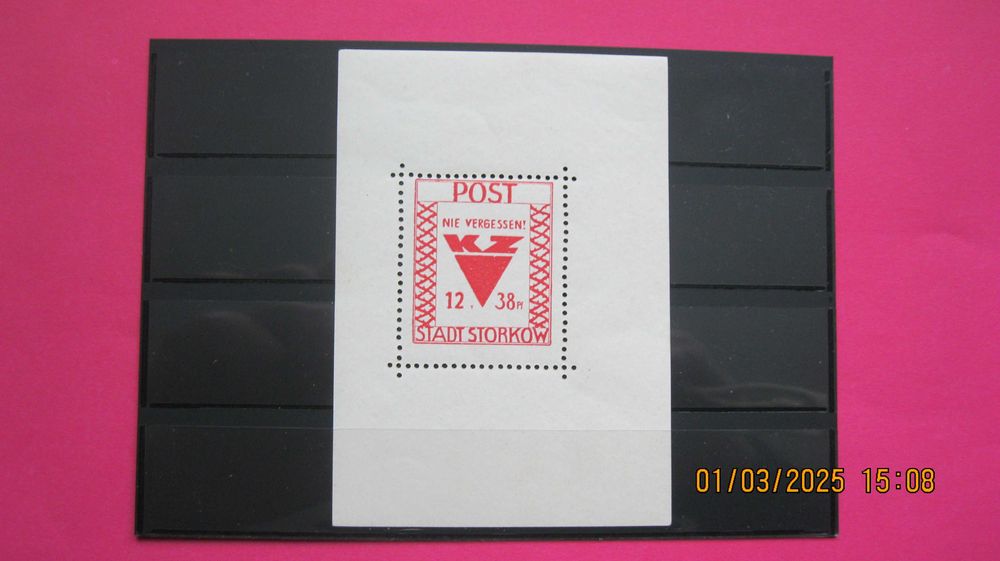 POST
NIE VERGESSEN!
KZ
12 + 38 Pf
STADT STORKOW
01/03/2025 15:08